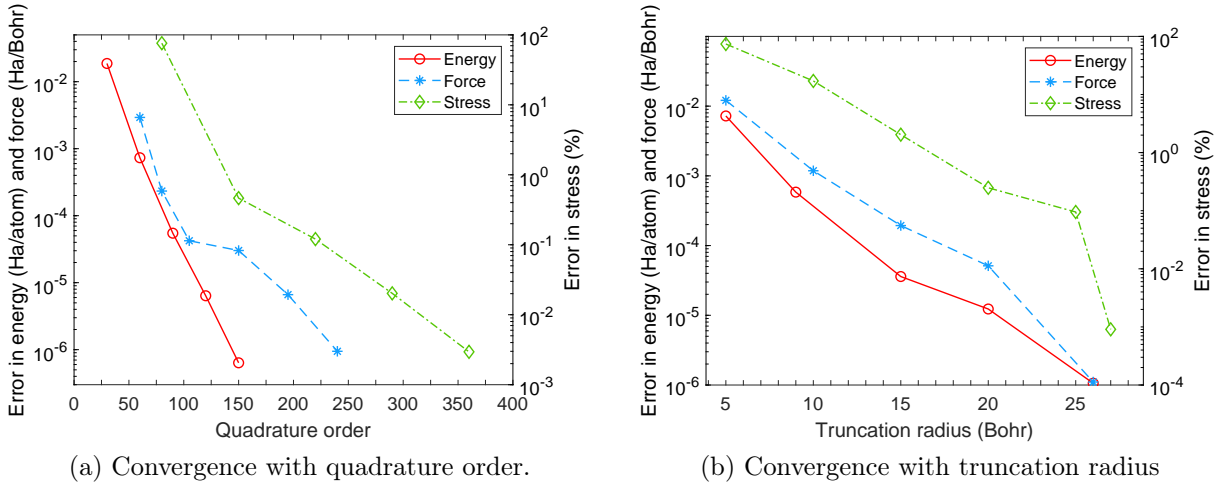 Error in energy (Ha/atom) and force (Ha/Bohr)
10^-2
10^-3
10^-4
10^-5
10^-6
Energy
Force
Stress
10^2
10^1
10^0
10^-1
10^-2
10^-3
Error in stress (%)
0 50 100 150 200 250 300 350 400
Quadrature order
(a) Convergence with quadrature order.
Error in energy (Ha/atom) and force (Ha/Bohr)
10^-2
10^-3
10^-4
10^-5
10^-6
Energy
Force
Stress
10^2
10^0
10^-2
10^-4
Error in stress (%)
5 10 15 20 25
Truncation radius (Bohr)
(b) Convergence with truncation radius